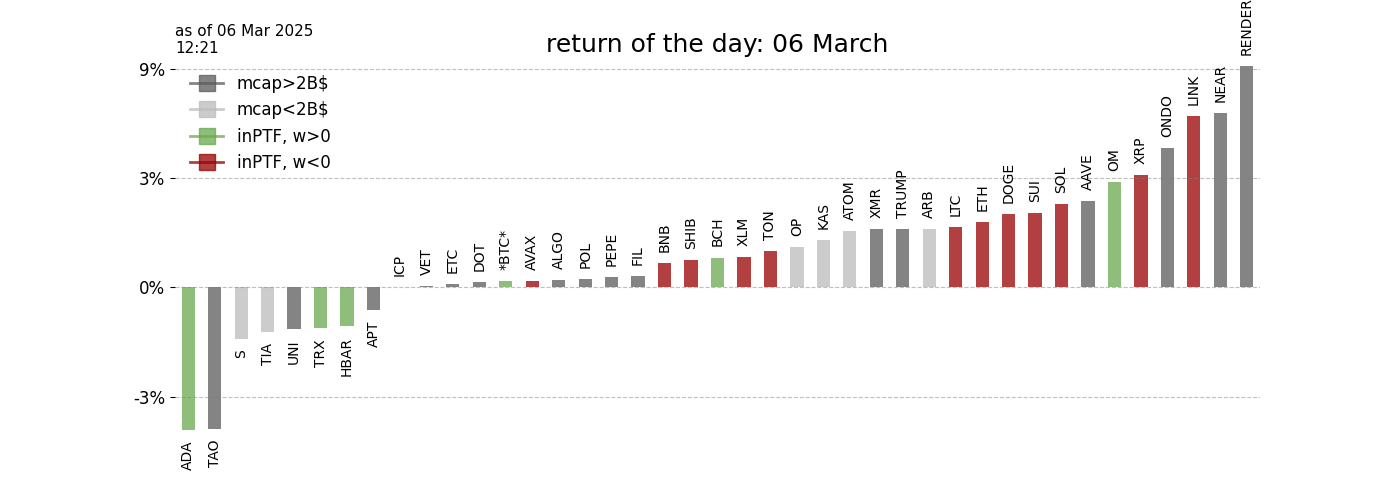 as of 06 Mar 2025
12:21
return of the day: 06 March
9%
3%
0%
-3%
mcap>2B$
mcap<2B$
inPTF, w>0
inPTF, w<0
ADA
TAO
S
TIA
UNI
TRX
HBAR
APT
ICP
VET
ETC
DOT
*BTC*
AVAX
ALGO
POL
PEPE
FIL
BNB
SHIB
BCH
XLM
TON
OP
KAS
ATOM
XMR
TRUMP
ARB
LTC
ETH
DOGE
SUI
SOL
AAVE
OM
XRP
ONDO
LINK
NEAR
RENDER